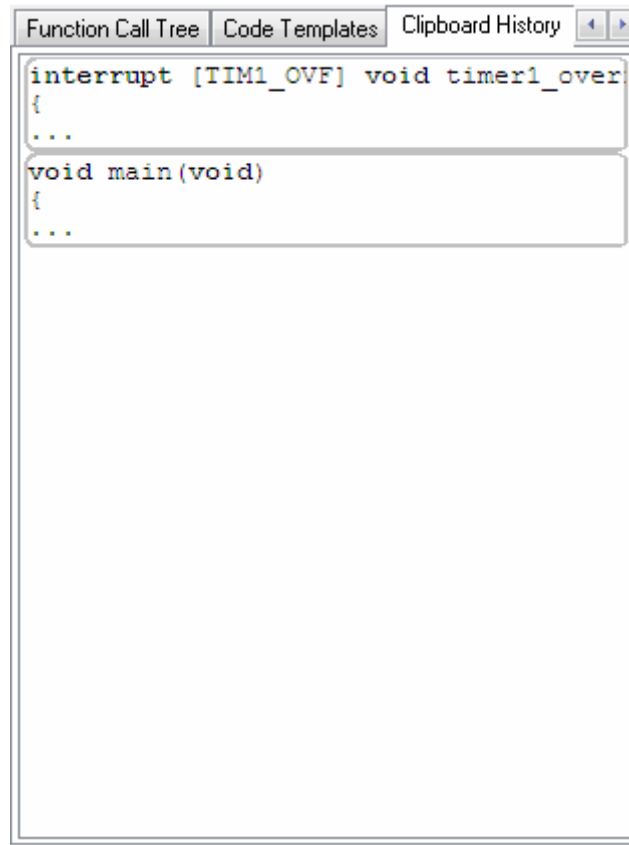 Function Call Tree Code Templates Clipboard History
interrupt [TIM1_OVF] void timer1_over
{
...
void main(void)
{
...